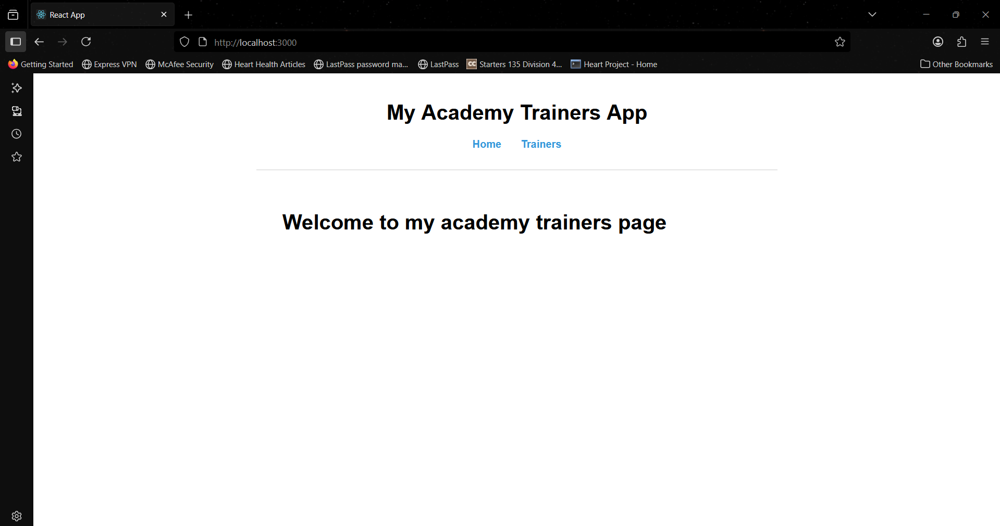 React App
http://localhost:3000
Getting Started Express VPN McAfee Security Heart Health Articles LastPass password ma... LastPass CC Starters 135 Division 4... Heart Project - Home Other Bookmarks
My Academy Trainers App
Home Trainers
Welcome to my academy trainers page